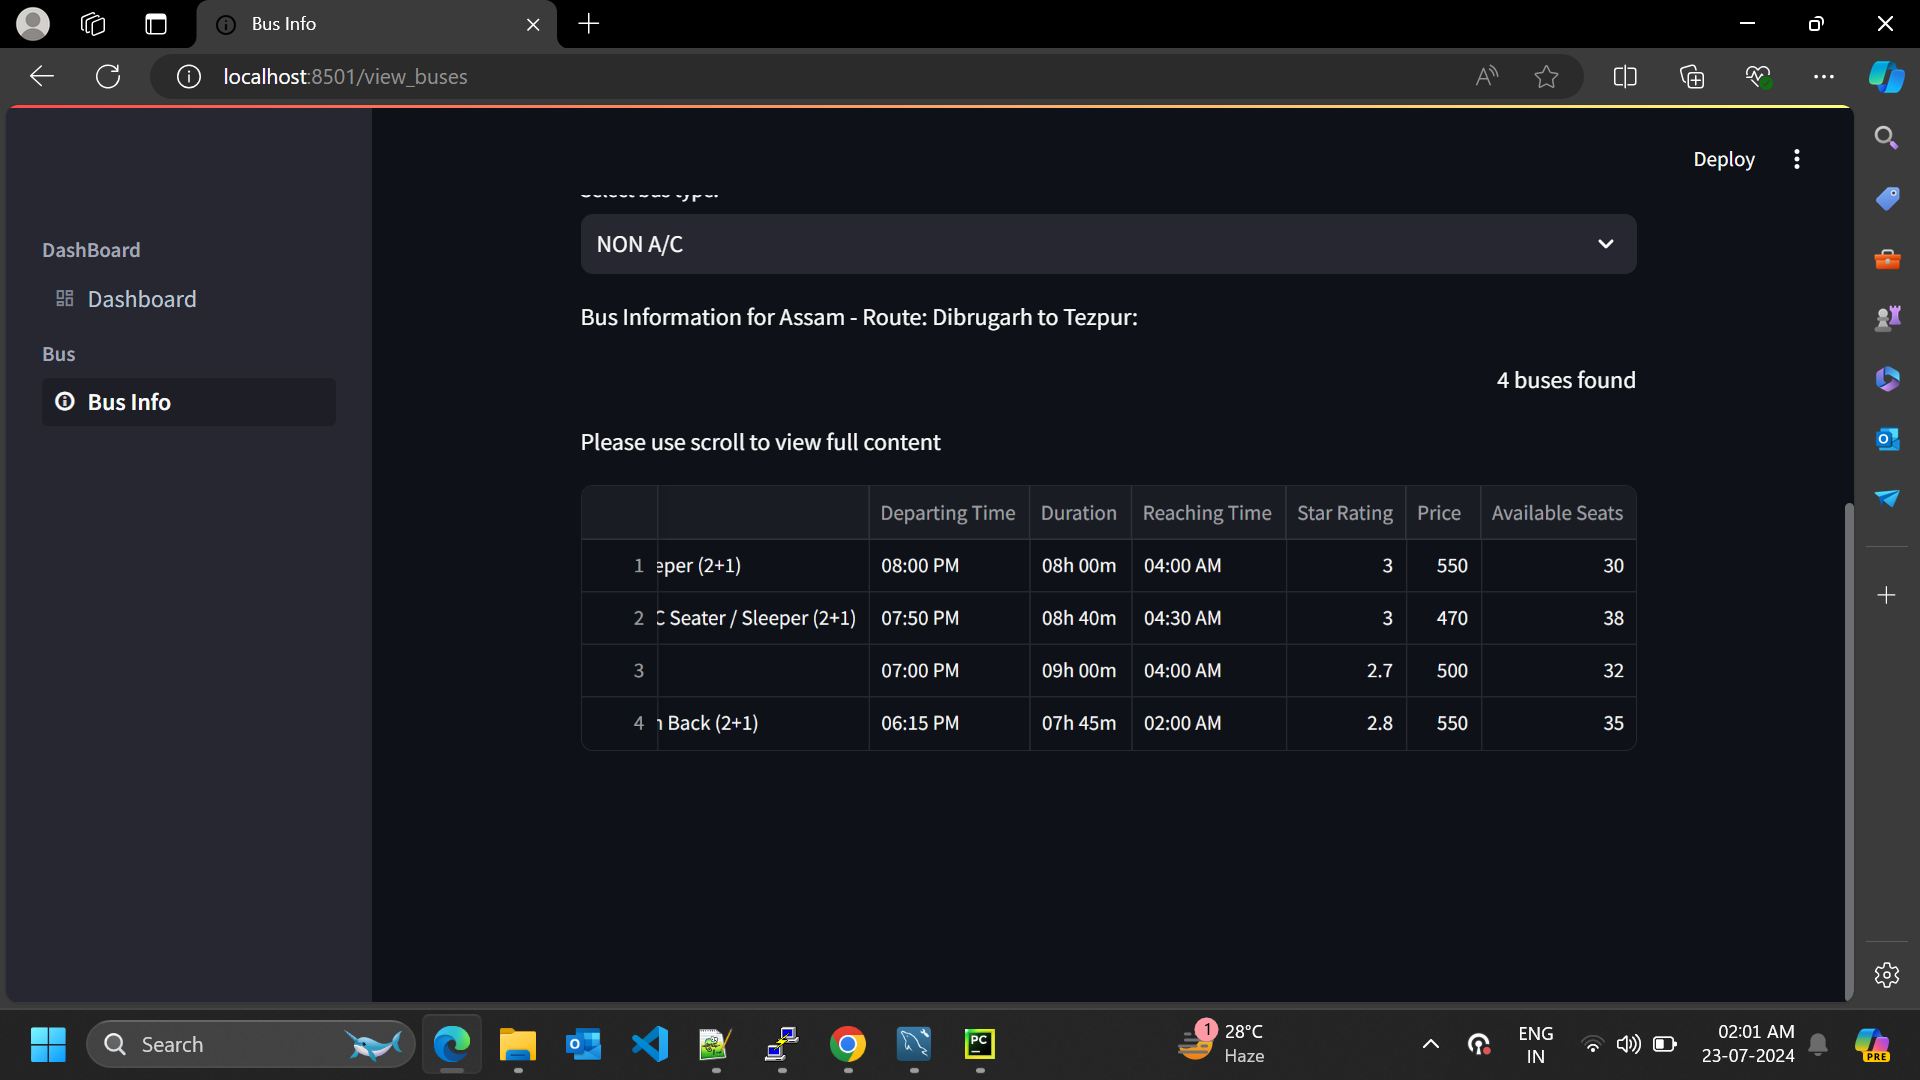 Bus Info
localhost:8501/view_buses
Deploy
Select bus type:
NON A/C
DashBoard
Dashboard
Bus
Bus Info
Bus Information for Assam - Route: Dibrugarh to Tezpur:
4 buses found
Please use scroll to view full content
Departing Time Duration Reaching Time Star Rating Price Available Seats
1 eper (2+1) 08:00 PM 08h 00m 04:00 AM 3 550 30
2 C Seater / Sleeper (2+1) 07:50 PM 08h 40m 04:30 AM 3 470 38
3 07:00 PM 09h 00m 04:00 AM 2.7 500 32
4 n Back (2+1) 06:15 PM 07h 45m 02:00 AM 2.8 550 35
Search
PC
1
28°C
Haze
ENG
IN
02:01 AM
23-07-2024
PRE